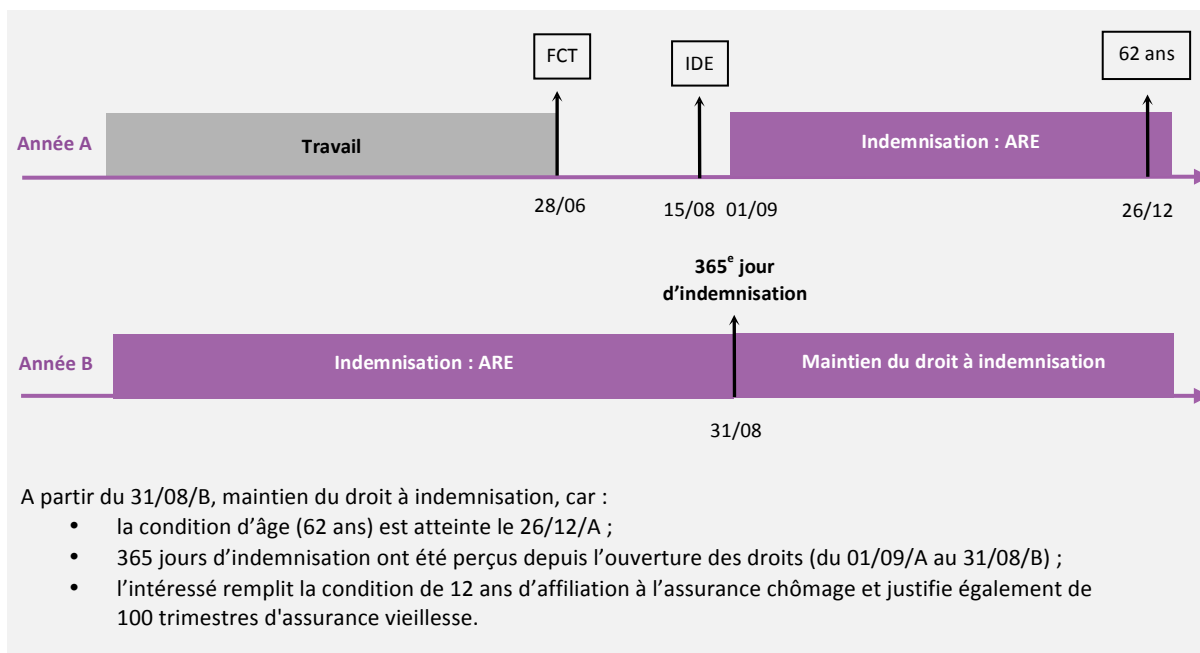 FCT
IDE
62 ans
Année A
Travail
Indemnisation : ARE
28/06
15/08 01/09
26/12
365e jour
d’indemnisation
Année B
Indemnisation : ARE
Maintien du droit à indemnisation
31/08
A partir du 31/08/B, maintien du droit à indemnisation, car :
• la condition d’âge (62 ans) est atteinte le 26/12/A ;
• 365 jours d’indemnisation ont été perçus depuis l’ouverture des droits (du 01/09/A au 31/08/B) ;
• l’intéressé remplit la condition de 12 ans d’affiliation à l’assurance chômage et justifie également de
100 trimestres d'assurance vieillesse.